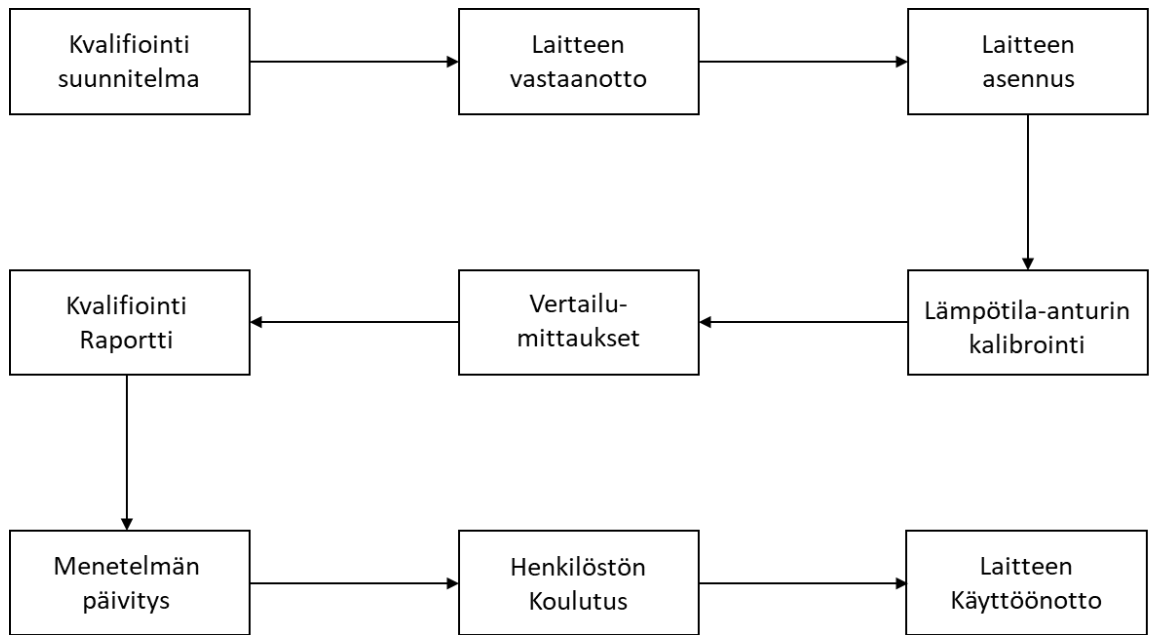 Kvalifiointi
suunnitelma
Laitteen
vastaanotto
Laitteen
asennus
Lämpötila-anturin
kalibrointi
Vertailu-
mittaukset
Kvalifiointi
Raportti
Menetelmän
päivitys
Henkilöstön
Koulutus
Laitteen
Käyttöönotto